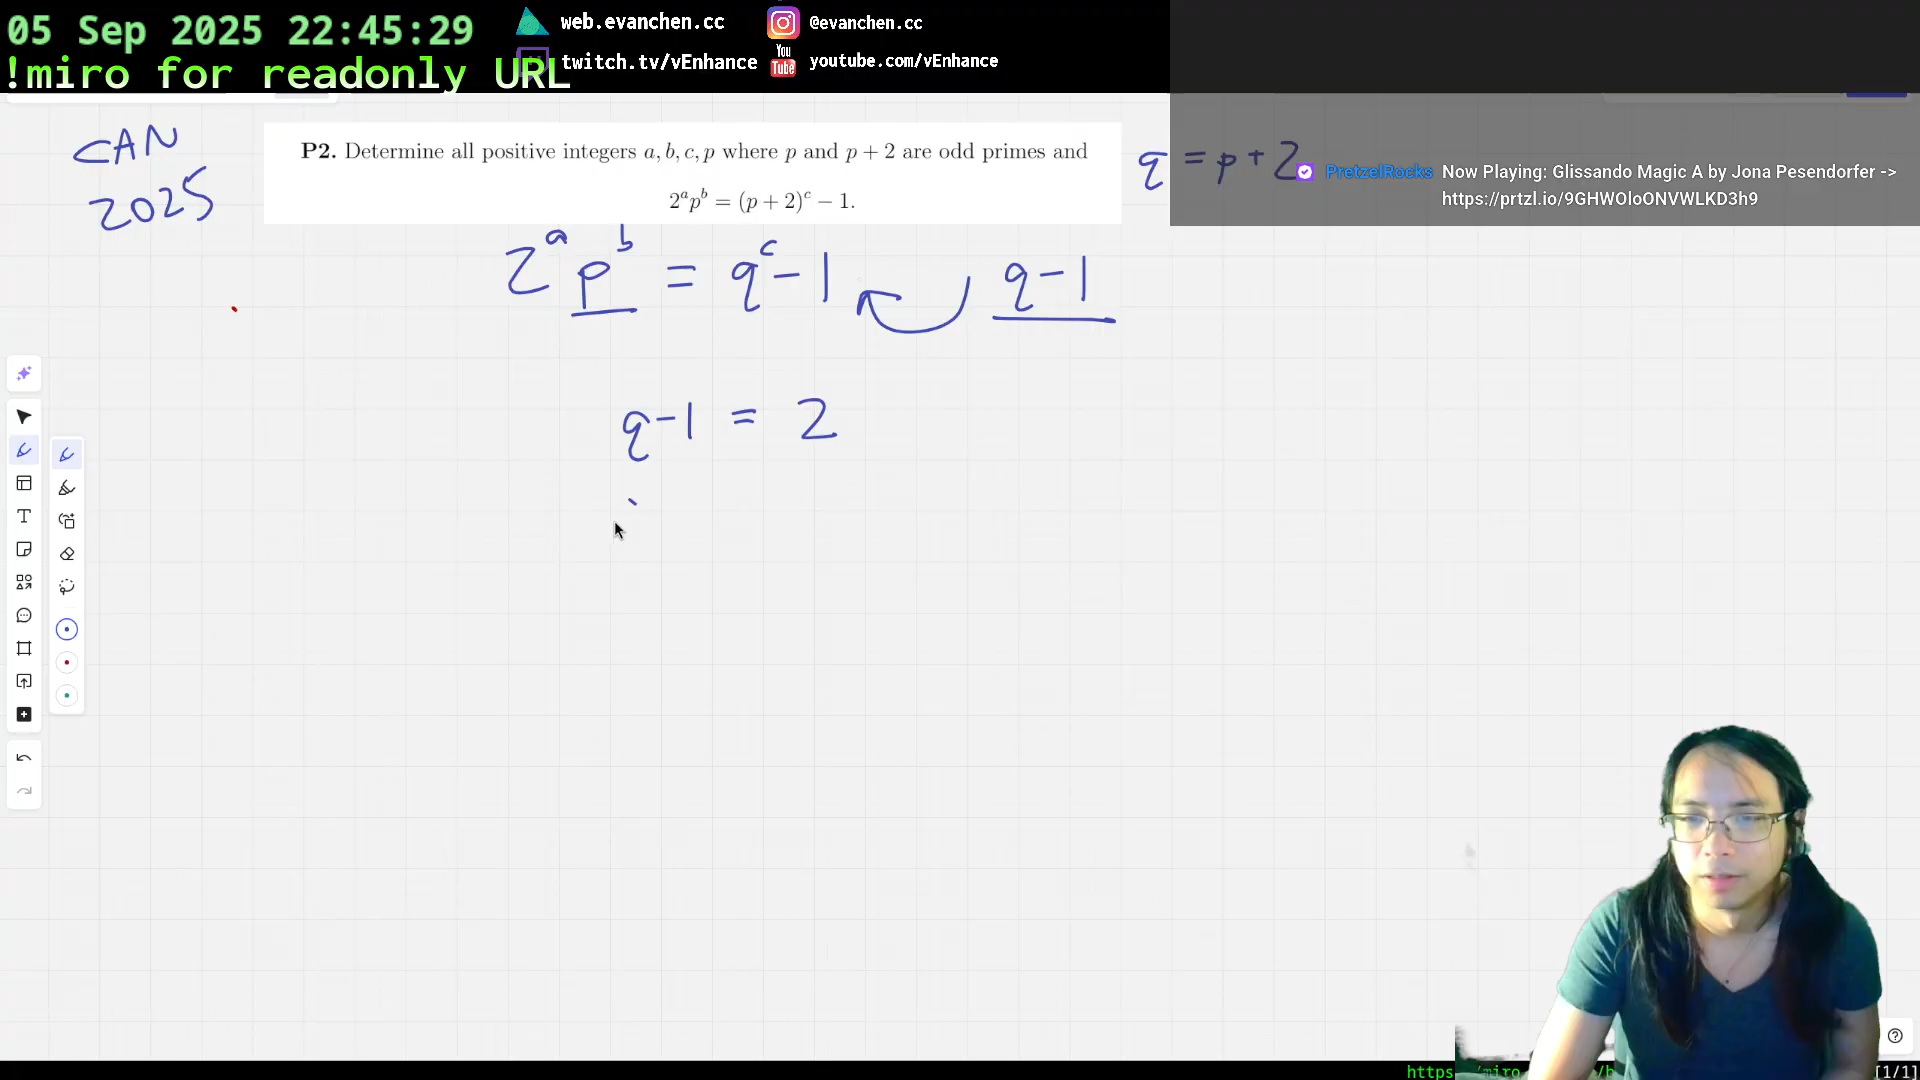 05 Sep 2025 22:45:29
!miro for readonly URL
web.evanchen.cc
@evanchen.cc
twitch.tv/vEnhance
You Tube
youtube.com/vEnhance
CAN
2025
P2. Determine all positive integers a, b, c, p where p and p + 2 are odd primes and
2^a p^b = (p + 2)^c − 1.
q = p + 2
PretzelRocks Now Playing: Glissando Magic A by Jona Pesendorfer ->
https://prtzl.io/9GHWOloONVWLKD3h9
2^a p^b = q^c − 1
q − 1
q − 1 = 2
T
?
[1/1]